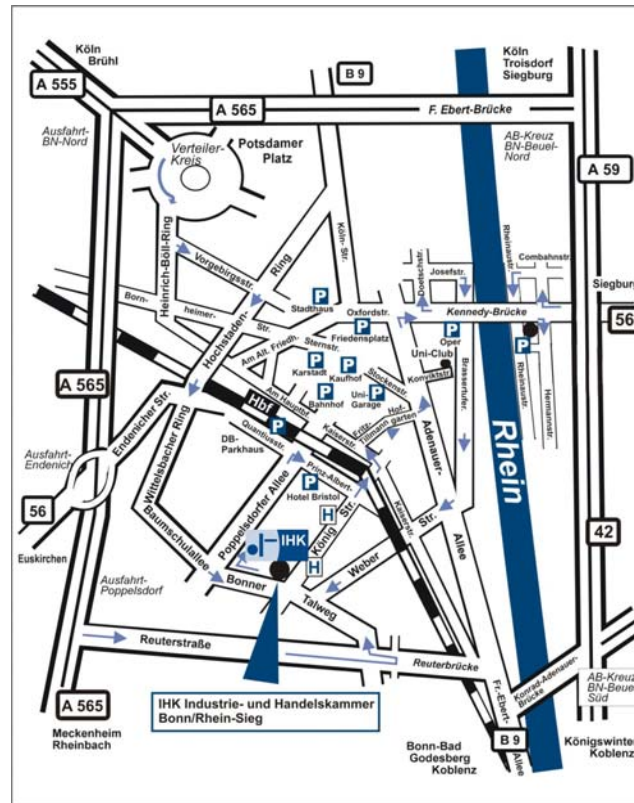 Köln
Brühl
A 555
A 565
B 9
Köln
Troisdorf
Siegburg
F. Ebert-Brücke
Ausfahrt-
BN-Nord
Verteiler-
Kreis
Potsdamer
Platz
AB-Kreuz
BN-Beuel-
Nord
A 59
Heinrich-Böll-Ring
Vorgebirgsstr.
Hochstaden-
Ring
Köln- Str.
Doetschstr.
Josefstr.
Rheinaustr.
Combahnstr.
Siegburg
Born-
heimer-
Str.
P
Stadthaus
Oxfordstr.
Kennedy-Brücke
56
P
Friedensplatz
P
Oper
P
Am Alt. Friedh-
Sternstr.
P
Karstadt
P
Kaufhof
Stockenstr.
Uni-Club
Konviktstr.
Brassertufer
Rheinaustr.
Hermannstr.
A 565
P
Bahnhof
P
Uni-
Garage
Am Hauptbf
Hbf
P
Endenicher Str.
Wittelsbacher Ring
DB-
Parkhaus
Quantiusstr.
Kaiserstr.
Fritz-
Tillmann
Hof-
garten
Adenauer-
Allee
Rhein
Ausfahrt-
Endenich
56
Euskirchen
Prinz-Albert-
Str.
P
Hotel Bristol
Poppelsdorfer Allee
Baumschulallee
H
König
H
IHK
Kaiserstr.
Weber
Str.
42
Ausfahrt-
Poppelsdorf
Bonner
Talweg
Reuterstraße
Reuterbrücke
Konrad-Adenauer-
Brücke
AB-Kreuz
BN-Beuel-
Süd
Fr.-Ebert-
Allee
A 565
Meckenheim
Rheinbach
IHK Industrie- und Handelskammer
Bonn/Rhein-Sieg
B 9
Bonn-Bad
Godesberg
Koblenz
Königswinter
Koblenz